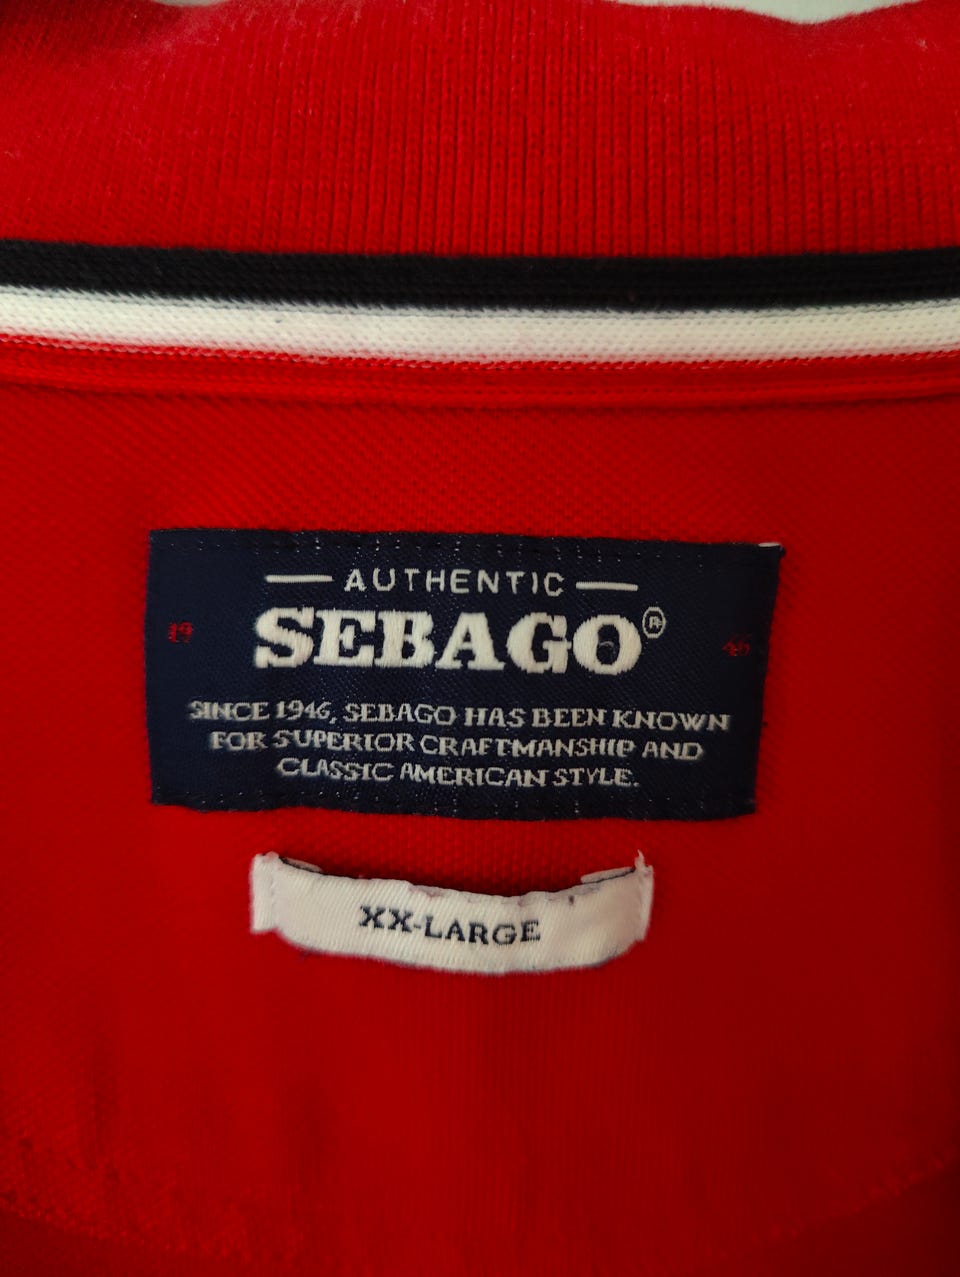 AUTHENTIC
19 SEBAGO® 46
SINCE 1946, SEBAGO HAS BEEN KNOWN
FOR SUPERIOR CRAFTMANSHIP AND
CLASSIC AMERICAN STYLE.
XX-LARGE